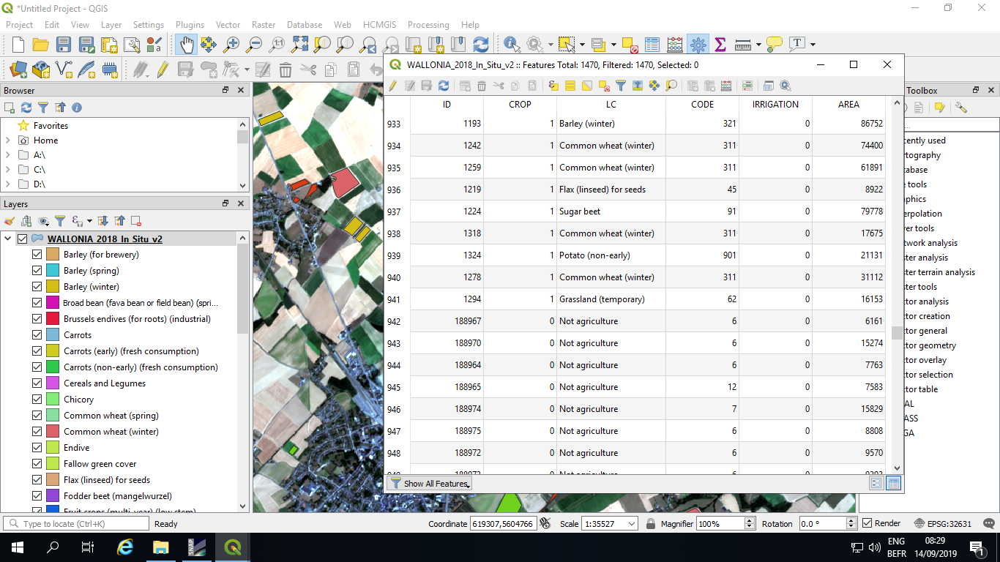 *Untitled Project - QGIS
Project Edit View Layer Settings Plugins Vector Raster Database Web HCMGIS Processing Help
WALLONIA_2018_In_Situ_v2 :: Features Total: 1470, Filtered: 1470, Selected: 0
Browser
Favorites
Home
A:\
C:\
D:\
Layers
WALLONIA_2018_In_Situ_v2
Barley (for brewery)
Barley (spring)
Barley (winter)
Broad bean (fava bean or field bean) (spri...
Brussels endives (for roots) (industrial)
Carrots
Carrots (early) (fresh consumption)
Carrots (non-early) (fresh consumption)
Cereals and Legumes
Chicory
Common wheat (spring)
Common wheat (winter)
Endive
Fallow green cover
Flax (linseed) for seeds
Fodder beet (mangelwurzel)
Fruit crops (multi-year) (low stem)
ID CROP LC CODE IRRIGATION AREA
933 1193 1 Barley (winter) 321 0 86752
934 1242 1 Common wheat (winter) 311 0 74400
935 1259 1 Common wheat (winter) 311 0 61891
936 1219 1 Flax (linseed) for seeds 45 0 8922
937 1224 1 Sugar beet 91 0 79778
938 1318 1 Common wheat (winter) 311 0 17675
939 1324 1 Potato (non-early) 901 0 21131
940 1278 1 Common wheat (winter) 311 0 31112
941 1294 1 Grassland (temporary) 62 0 16153
942 188967 0 Not agriculture 6 0 6161
943 188970 0 Not agriculture 6 0 15274
944 188964 0 Not agriculture 6 0 7763
945 188965 0 Not agriculture 12 0 7583
946 188974 0 Not agriculture 7 0 15829
947 188975 0 Not agriculture 6 0 8808
948 188972 0 Not agriculture 6 0 9570
Show All Features
Toolbox
...
cently used
rtography
tabase
e tools
aphics
erpolation
yer tools
twork analysis
ster analysis
ster terrain analysis
ster tools
ctor analysis
ctor creation
ctor general
ctor geometry
ctor overlay
ctor selection
ctor table
AL
ASS
GA
Type to locate (Ctrl+K) Ready Coordinate 619307,5604766 Scale 1:35527 Magnifier 100% Rotation 0.0 ° Render EPSG:32631
SNAP
ENG
BEFR
08:29
14/09/2019
1